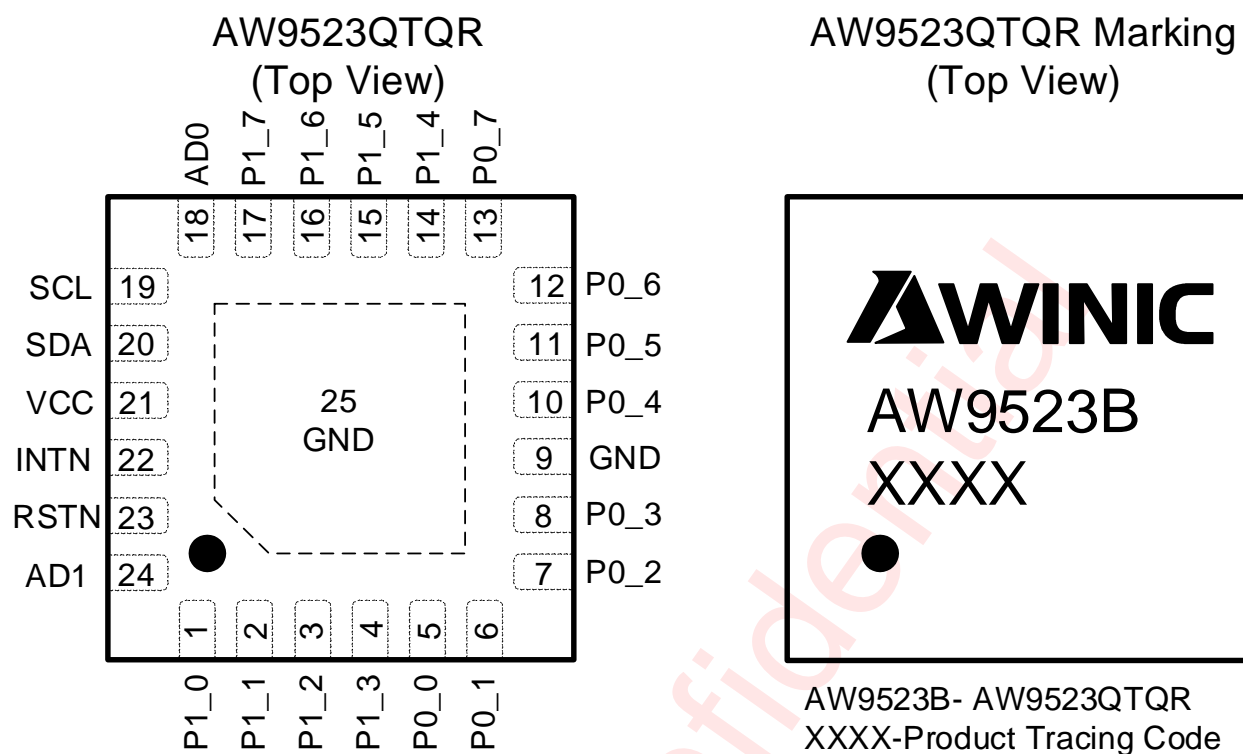 AW9523QTQR
(Top View)
AD0
P1_7
P1_6
P1_5
P1_4
P0_7
18
17
16
15
14
13
SCL 19
SDA 20
VCC 21
INTN 22
RSTN 23
AD1 24
25
GND
12 P0_6
11 P0_5
10 P0_4
9 GND
8 P0_3
7 P0_2
1
2
3
4
5
6
P1_0
P1_1
P1_2
P1_3
P0_0
P0_1
AW9523QTQR Marking
(Top View)
AWINIC
AW9523B
XXXX
AW9523B- AW9523QTQR
XXXX-Product Tracing Code
fidential